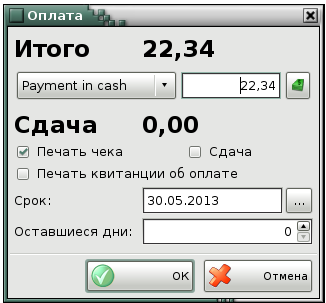 Оплата
Итого 22,34
Payment in cash 22,34
Сдача 0,00
Печать чека Сдача
Печать квитанции об оплате
Срок: 30.05.2013 ...
Оставшиеся дни: 0
OK Отмена